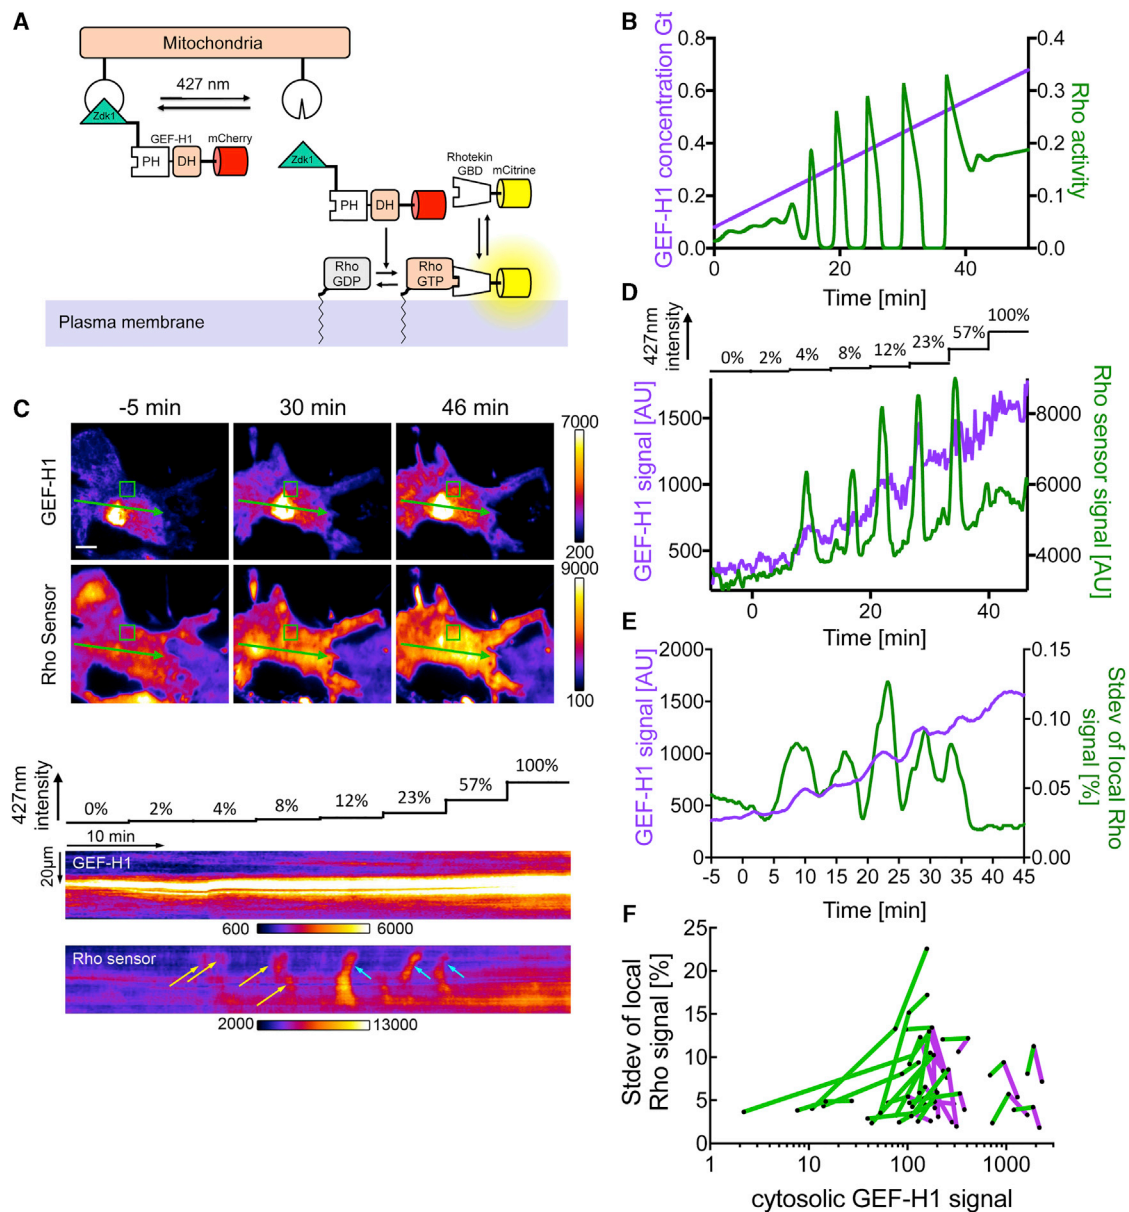 A
Mitochondria
427 nm
Zdk1
GEF-H1
mCherry
PH
DH
Zdk1
Rhotekin
GBD
mCitrine
PH
DH
Rho
GDP
Rho
GTP
Plasma membrane
B
GEF-H1 concentration Gt
0.8
0.6
0.4
0.2
0.0
0.4
0.3
0.2
0.1
0.0
Rho activity
0
20
40
Time [min]
C
-5 min
30 min
46 min
GEF-H1
7000
200
Rho Sensor
9000
100
427nm
intensity
0%
2%
4%
8%
12%
23%
57%
100%
10 min
20µm
GEF-H1
600
6000
Rho sensor
2000
13000
D
427nm
intensity
0%
2%
4%
8%
12%
23%
57%
100%
GEF-H1 signal [AU]
1500
1000
500
8000
6000
4000
Rho sensor signal [AU]
0
20
40
Time [min]
E
GEF-H1 signal [AU]
2000
1500
1000
500
0
0.15
0.10
0.05
0.00
Stdev of local Rho
signal [%]
-5
0
5
10
15
20
25
30
35
40
45
Time [min]
F
Stdev of local
Rho signal [%]
25
20
15
10
5
0
1
10
100
1000
cytosolic GEF-H1 signal